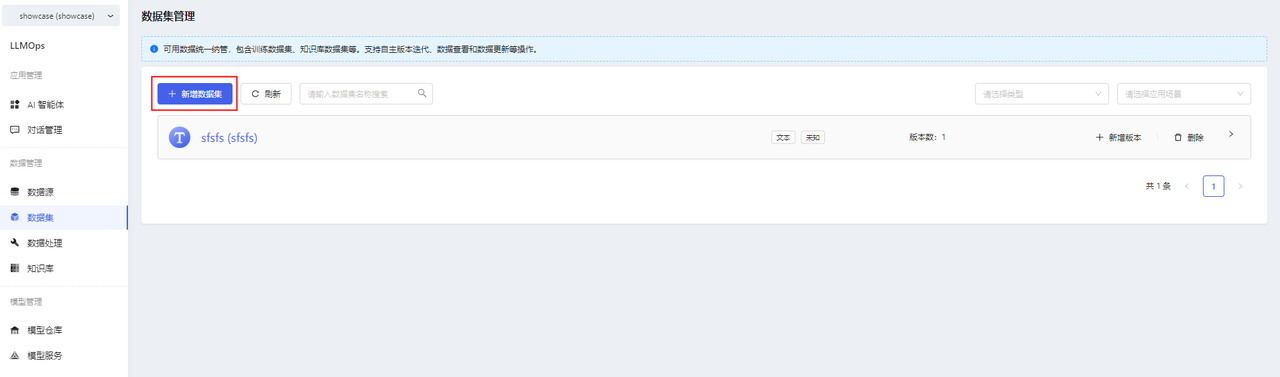 showcase (showcase)
LLMOps
应用管理
AI 智能体
对话管理
数据管理
数据源
数据集
数据处理
知识库
模型管理
模型仓库
模型服务
数据集管理
可用数据统一纳管，包含训练数据集、知识库数据集等。支持自主版本迭代、数据查看和数据更新等操作。
新增数据集 刷新 请输入数据集名称搜索 请选择类型 请选择应用场景
T sfsfs (sfsfs) 文本 未知 版本数：1 新增版本 删除
共 1 条 1